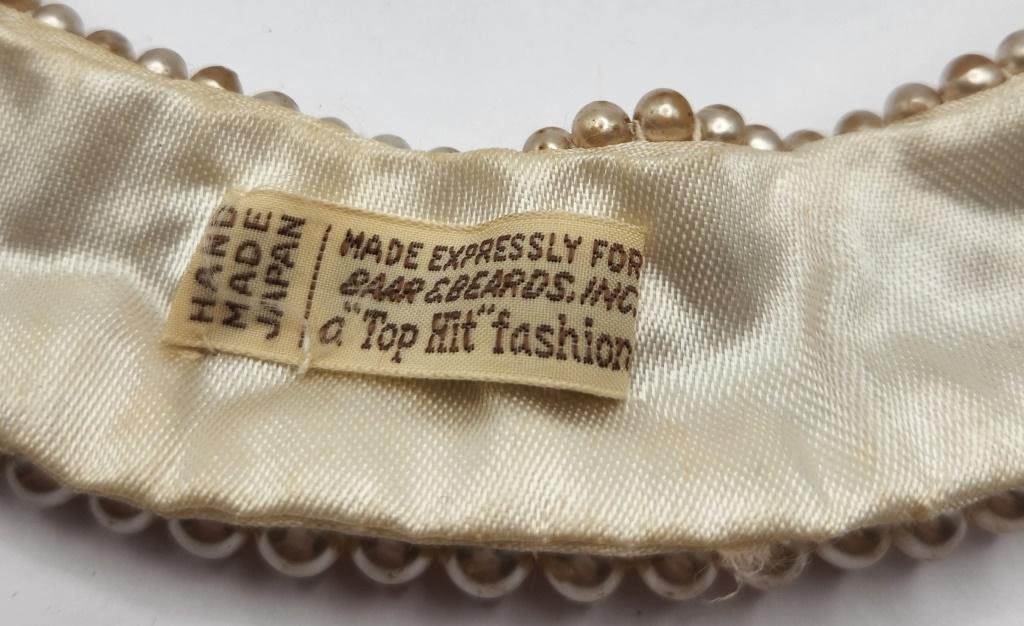 HAND
MADE
JAPAN
MADE EXPRESSLY FOR
BAAR & BEARDS, INC.
a "Top Hit" fashion